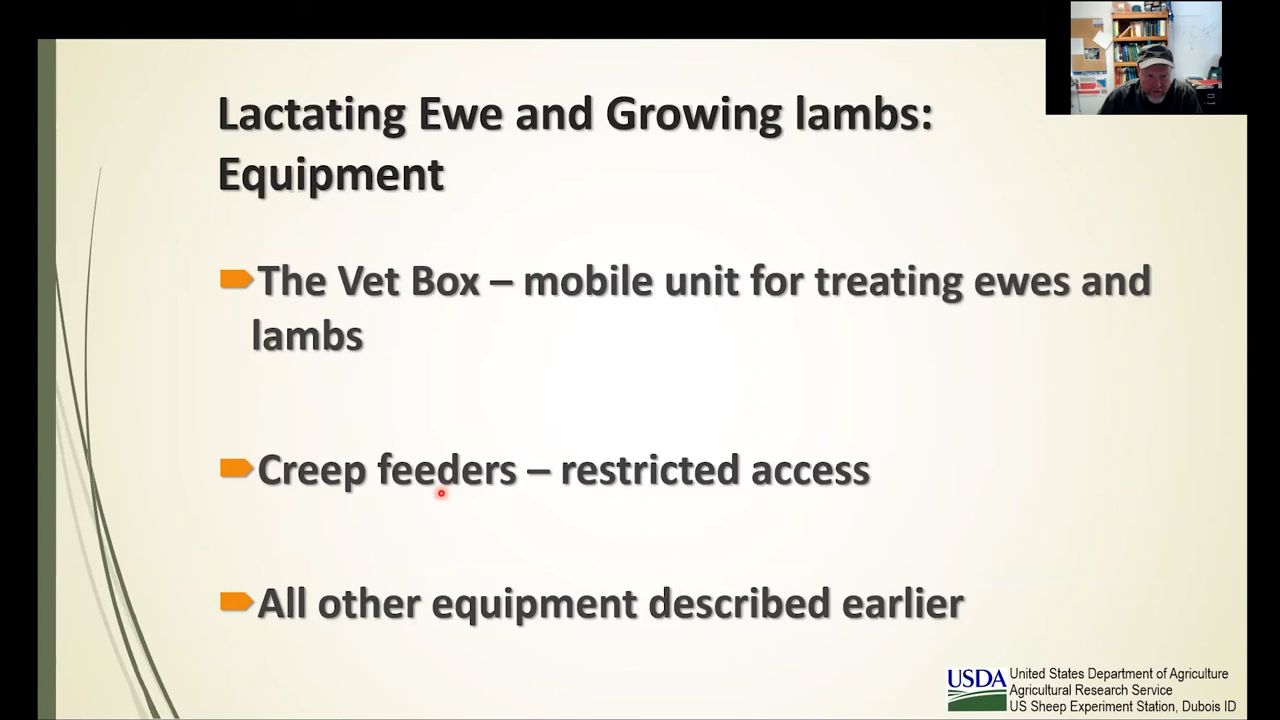 Lactating Ewe and Growing lambs:
Equipment
The Vet Box – mobile unit for treating ewes and
lambs
Creep feeders – restricted access
All other equipment described earlier
USDA
United States Department of Agriculture
Agricultural Research Service
US Sheep Experiment Station, Dubois ID